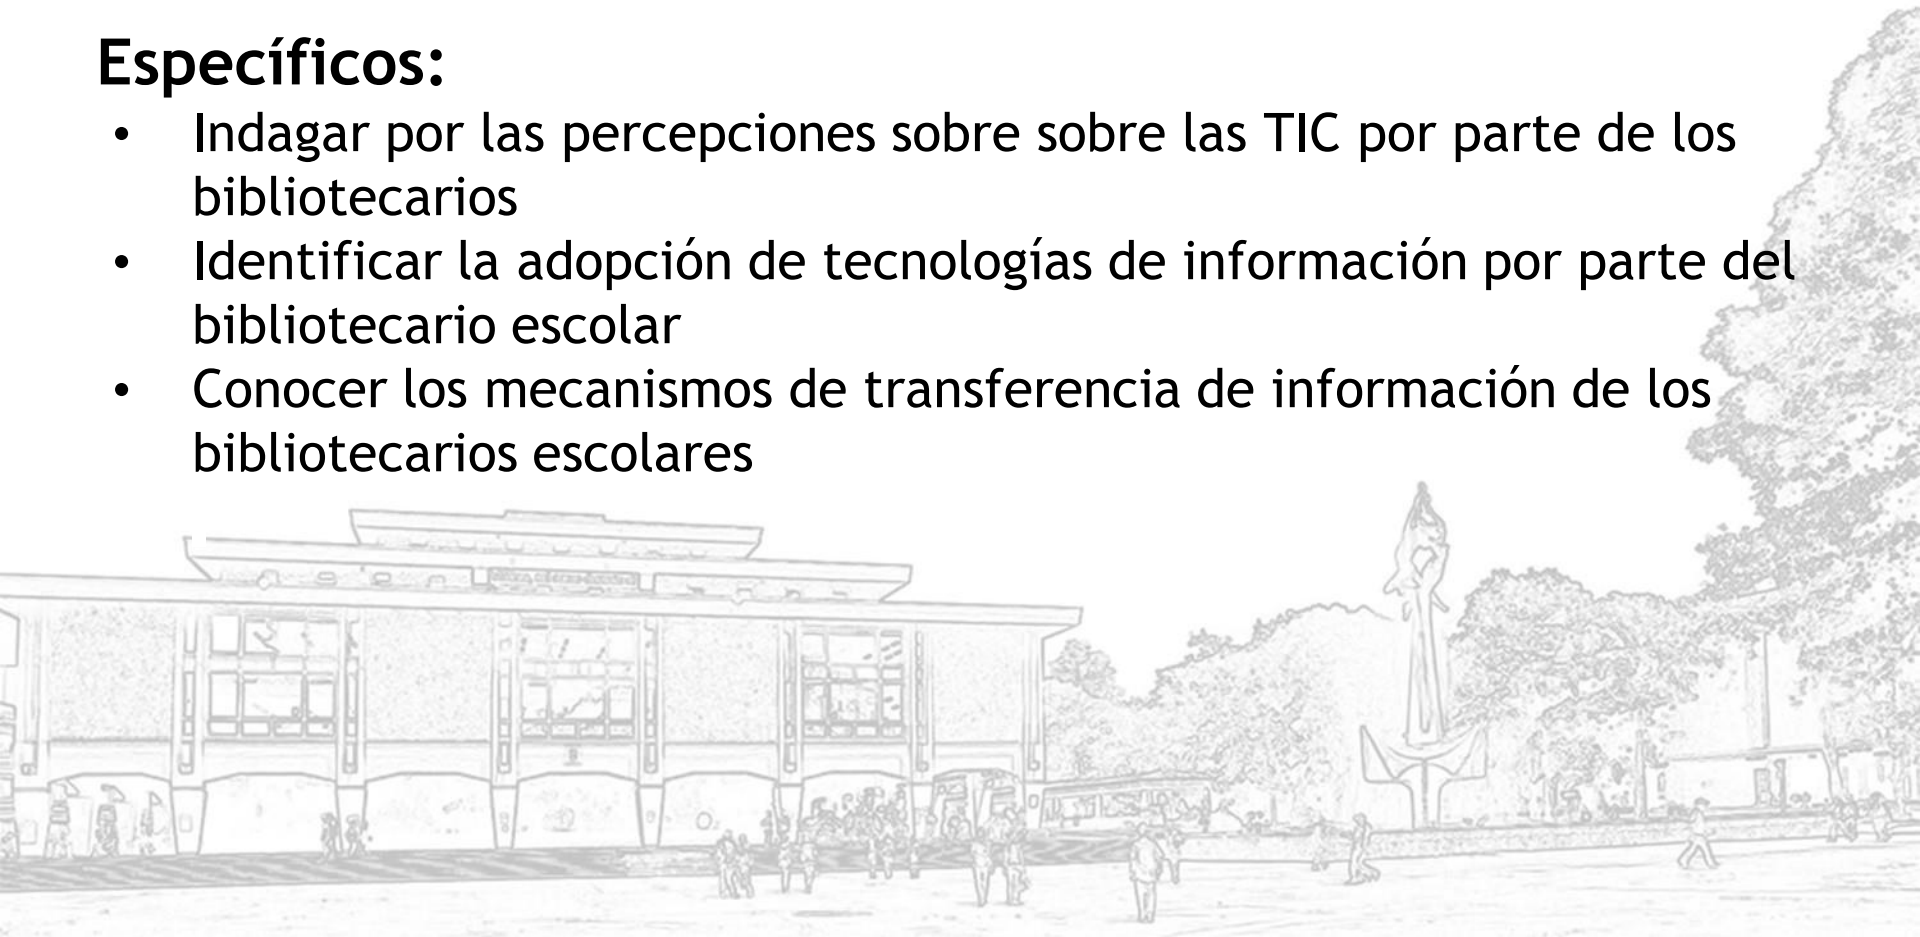 Específicos:
• Indagar por las percepciones sobre sobre las TIC por parte de los
bibliotecarios
• Identificar la adopción de tecnologías de información por parte del
bibliotecario escolar
• Conocer los mecanismos de transferencia de información de los
bibliotecarios escolares